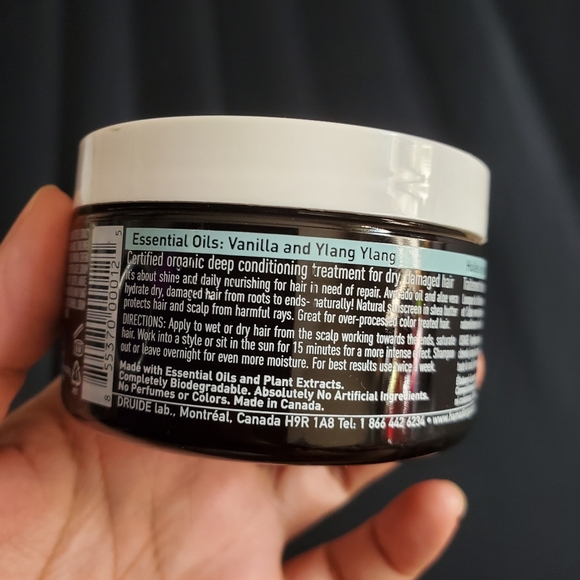 Essential Oils: Vanilla and Ylang Ylang
Certified organic deep conditioning treatment for dry, damaged hair
It's about shine and daily nourishing for hair in need of repair. Avocado oil and aloe vera
hydrate dry, damaged hair from roots to ends- naturally! Natural sunscreen in shea butter
protects hair and scalp from harmful rays. Great for over-processed color treated hair.
DIRECTIONS: Apply to wet or dry hair from the scalp working towards the ends, saturate
hair. Work into a style or sit in the sun for 15 minutes for a more intense effect. Shampoo
out or leave overnight for even more moisture. For best results use twice a week.
Made with Essential Oils and Plant Extracts.
Completely Biodegradable. Absolutely No Artificial Ingredients.
No Perfumes or Colors. Made in Canada.
DRUIDE lab., Montréal, Canada H9R 1A8 Tel: 1 866 442 6234 •
8 55370 00012 5